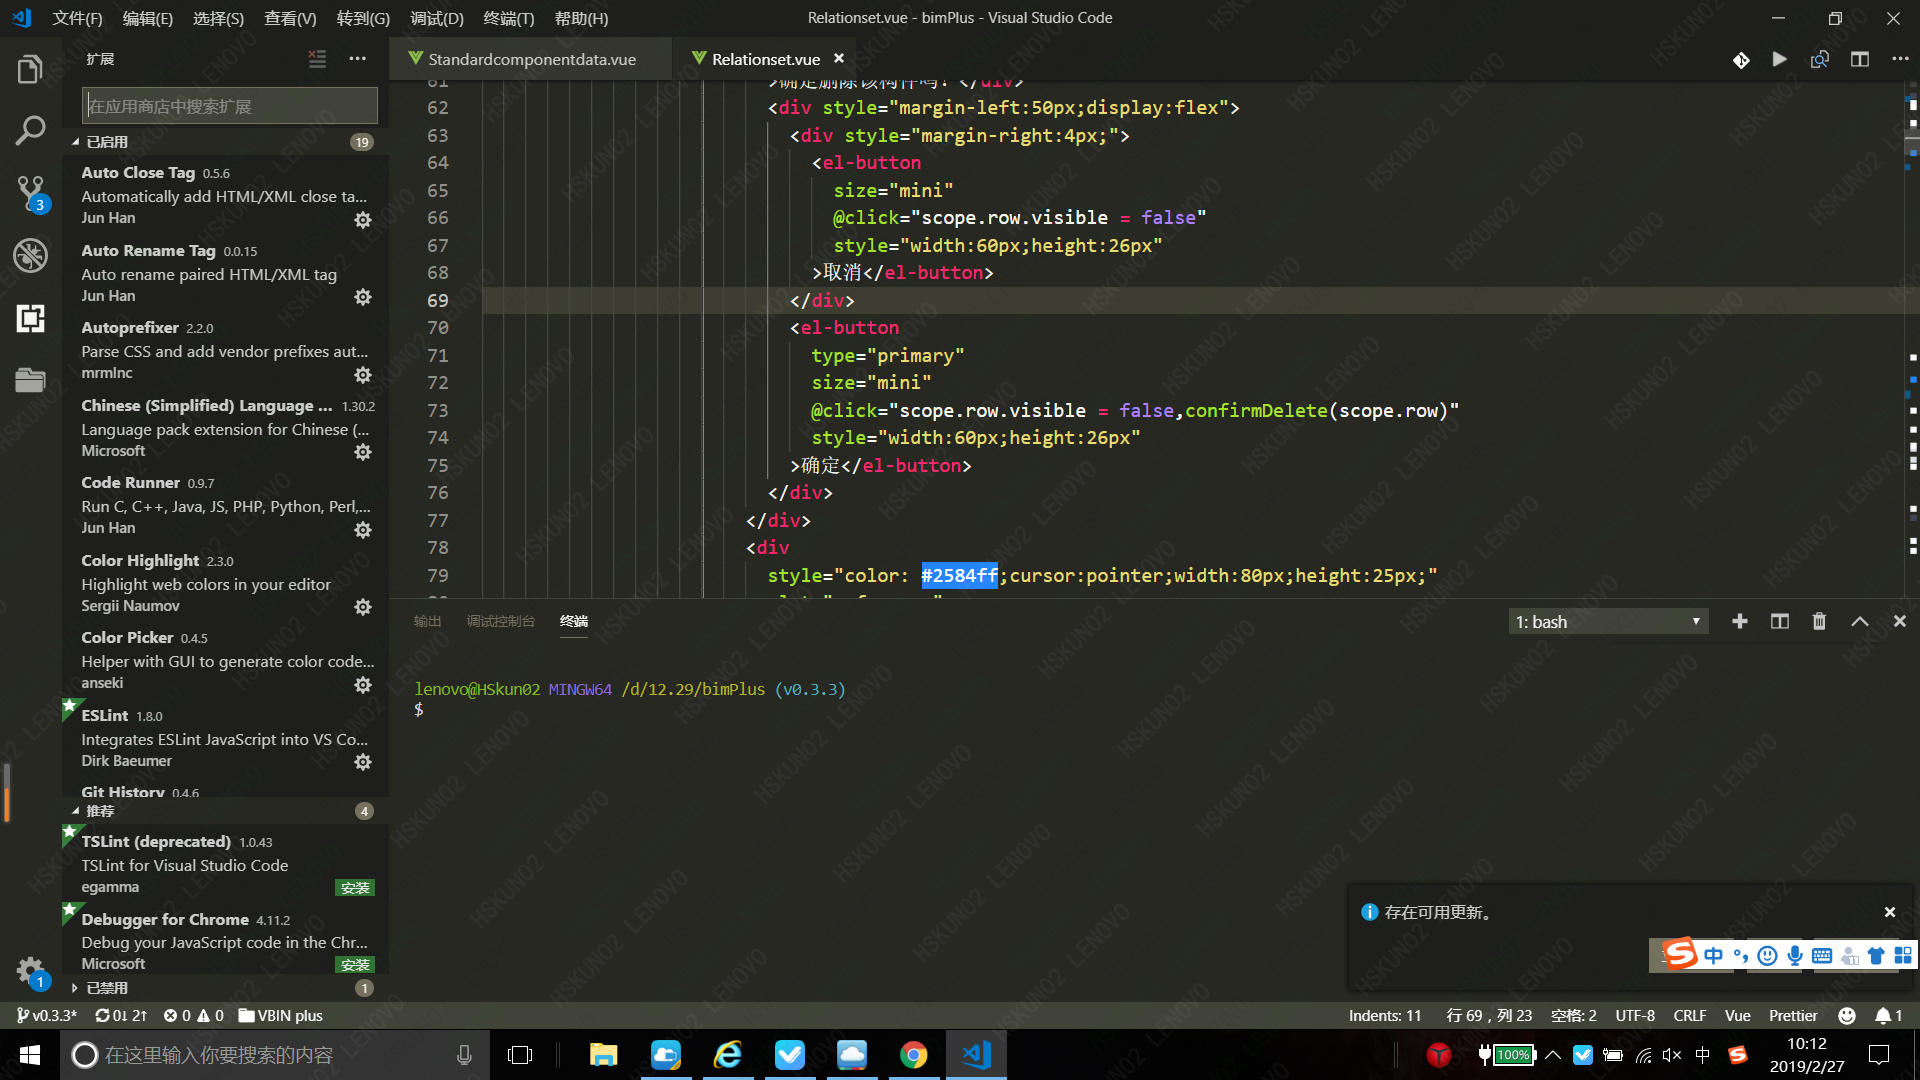 文件(F) 编辑(E) 选择(S) 查看(V) 转到(G) 调试(D) 终端(T) 帮助(H)
Relationset.vue - bimPlus - Visual Studio Code
扩展
在应用商店中搜索扩展
已启用 19
Auto Close Tag 0.5.6
Automatically add HTML/XML close ta...
Jun Han
Auto Rename Tag 0.0.15
Auto rename paired HTML/XML tag
Jun Han
Autoprefixer 2.2.0
Parse CSS and add vendor prefixes aut...
mrmlnc
Chinese (Simplified) Language ... 1.30.2
Language pack extension for Chinese (...
Microsoft
Code Runner 0.9.7
Run C, C++, Java, JS, PHP, Python, Perl,...
Jun Han
Color Highlight 2.3.0
Highlight web colors in your editor
Sergii Naumov
Color Picker 0.4.5
Helper with GUI to generate color code...
anseki
ESLint 1.8.0
Integrates ESLint JavaScript into VS Co...
Dirk Baeumer
Git History 0.4.6
推荐 4
TSLint (deprecated) 1.0.43
TSLint for Visual Studio Code
egamma 安装
Debugger for Chrome 4.11.2
Debug your JavaScript code in the Chr...
Microsoft 安装
已禁用 1
3
1
Standardcomponentdata.vue Relationset.vue
61 >确定删除该构件吗! </div>
62 <div style="margin-left:50px;display:flex">
63 <div style="margin-right:4px;">
64 <el-button
65 size="mini"
66 @click="scope.row.visible = false"
67 style="width:60px;height:26px"
68 >取消</el-button>
69 </div>
70 <el-button
71 type="primary"
72 size="mini"
73 @click="scope.row.visible = false,confirmDelete(scope.row)"
74 style="width:60px;height:26px"
75 >确定</el-button>
76 </div>
77 </div>
78 <div
79 style="color: #2584ff;cursor:pointer;width:80px;height:25px;"
输出 调试控制台 终端 1: bash
lenovo@HSkun02 MINGW64 /d/12.29/bimPlus (v0.3.3)
$
存在可用更新。
中
v0.3.3* 0↓ 2↑ 0 0 VBIN plus
Indents: 11 行 69，列 23 空格: 2 UTF-8 CRLF Vue Prettier 1
在这里输入你要搜索的内容
100% 中
10:12
2019/2/27
HSKUN02 LENOVO